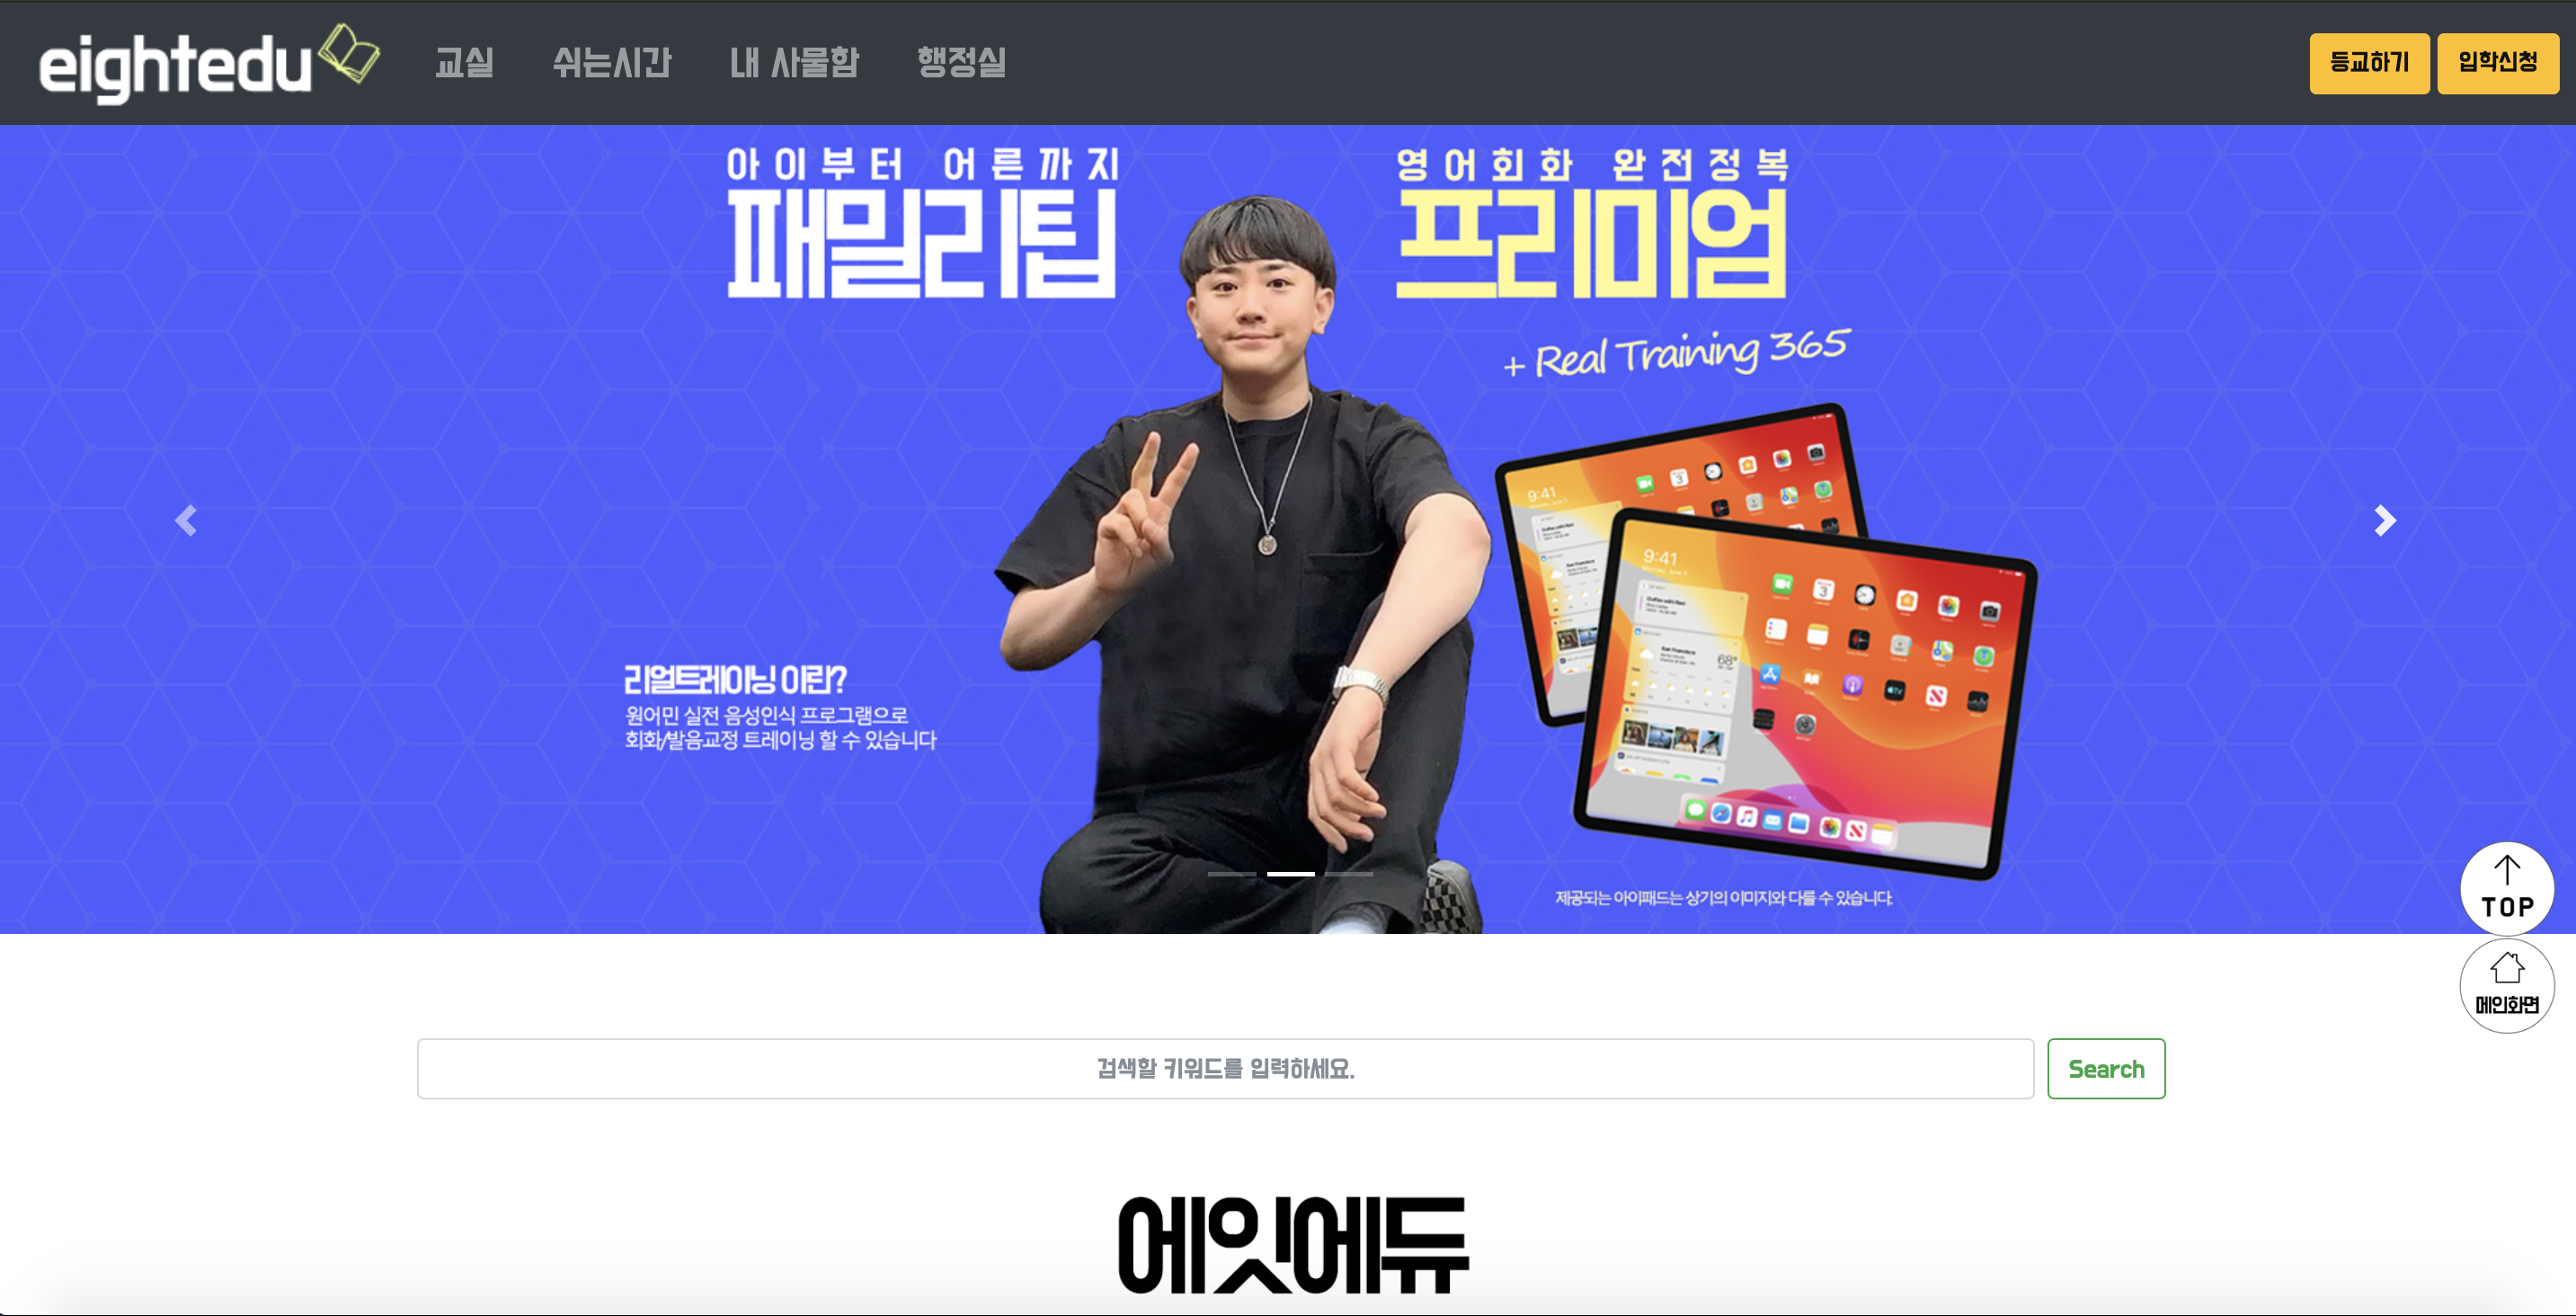 eightedu
교실 쉬는시간 내 사물함 행정실
등교하기 입학신청
아이부터 어른까지
패밀리팁
영어회화 완전정복
프리미엄
+ Real Training 365
9:41
9:41
68°
리얼트레이닝 이란?
원어민 실전 음성인식 프로그램으로
회화/발음교정 트레이닝 할 수 있습니다
제공되는 아이패드는 상기의 이미지와 다를 수 있습니다.
TOP
메인화면
검색할 키워드를 입력하세요.
Search
에잇에듀